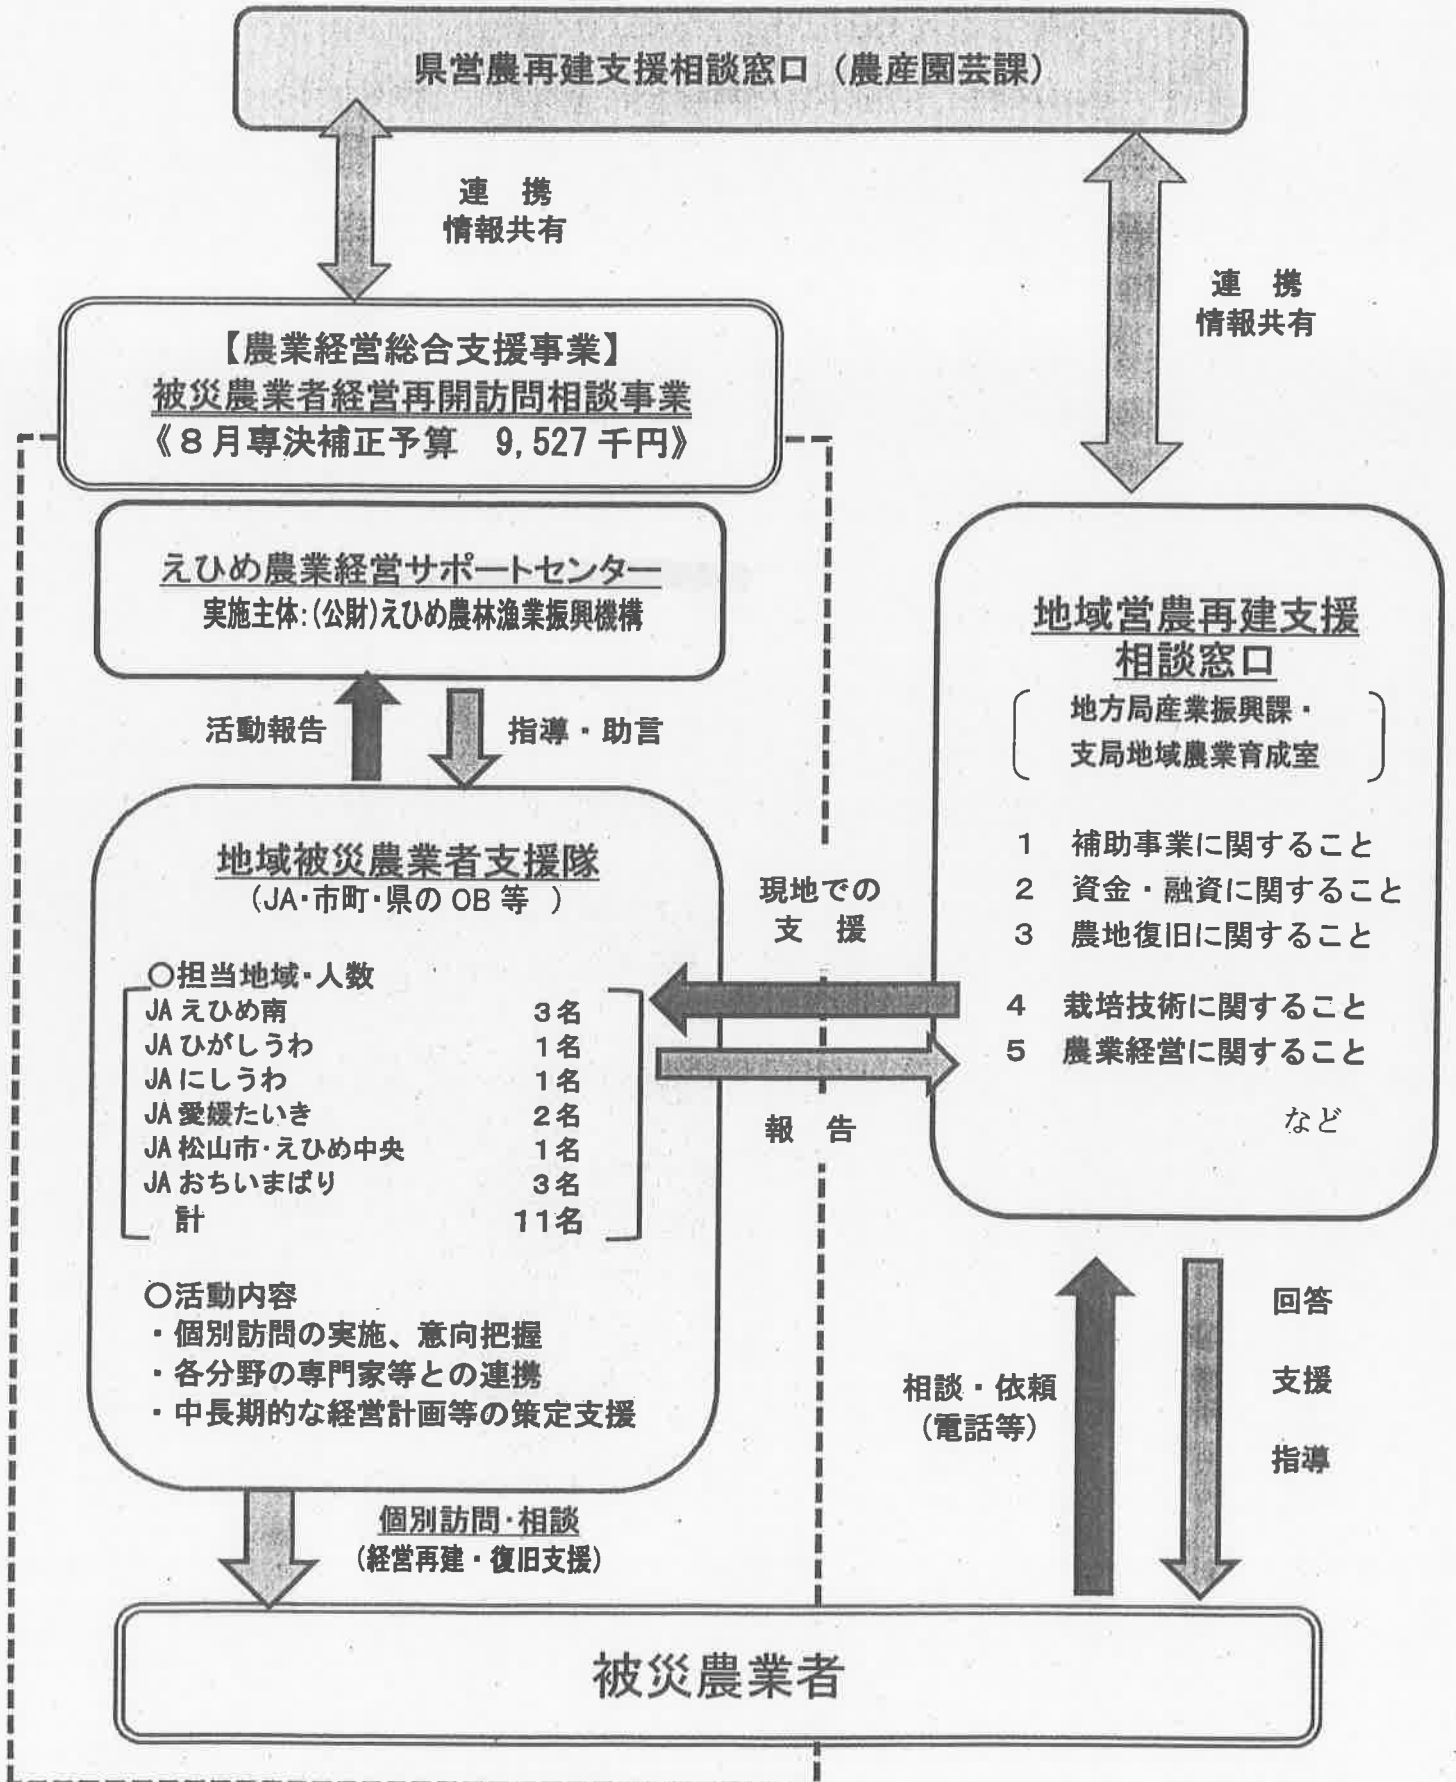 県営農再建支援相談窓口（農産園芸課）
連　携
情報共有
連　携
情報共有
【農業経営総合支援事業】
被災農業者経営再開訪問相談事業
《８月専決補正予算　9,527千円》
えひめ農業経営サポートセンター
実施主体：(公財)えひめ農林漁業振興機構
活動報告
指導・助言
地域被災農業者支援隊
（JA・市町・県のOB等　）
○担当地域・人数
JAえひめ南　3名
JAひがしうわ　1名
JAにしうわ　1名
JA愛媛たいき　2名
JA松山市・えひめ中央　1名
JAおちいまばり　3名
計　11名
○活動内容
・個別訪問の実施、意向把握
・各分野の専門家等との連携
・中長期的な経営計画等の策定支援
現地での
支　援
報　告
地域営農再建支援
相談窓口
地方局産業振興課・
支局地域農業育成室
1　補助事業に関すること
2　資金・融資に関すること
3　農地復旧に関すること
4　栽培技術に関すること
5　農業経営に関すること
など
個別訪問・相談
（経営再建・復旧支援）
相談・依頼
（電話等）
回答
支援
指導
被災農業者